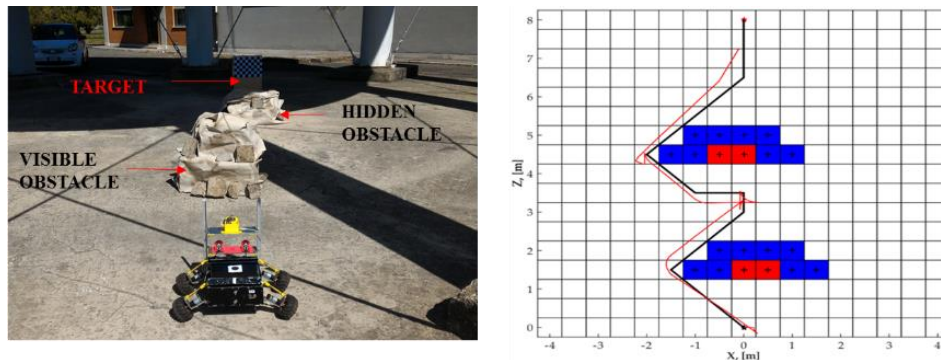 TARGET
HIDDEN
OBSTACLE
VISIBLE
OBSTACLE
8
7
6
5
4
3
2
1
0
Z, [m]
-4 -3 -2 -1 0 1 2 3 4
X, [m]